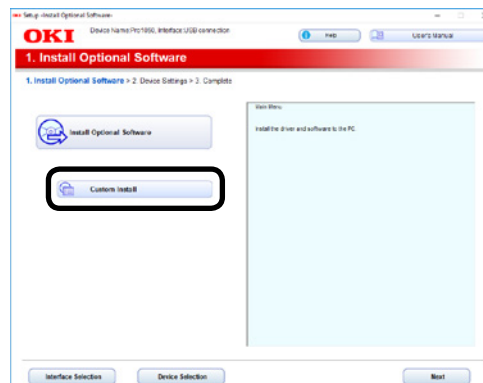 Setup -Install Optional Software-
OKI
Device Name:Pro1050, Interface:USB connection
Help
User's Manual
1. Install Optional Software
1. Install Optional Software > 2. Device Settings > 3. Complete
Main Menu
Install Optional Software
Install the driver and software to the PC.
Custom Install
Interface Selection
Device Selection
Next